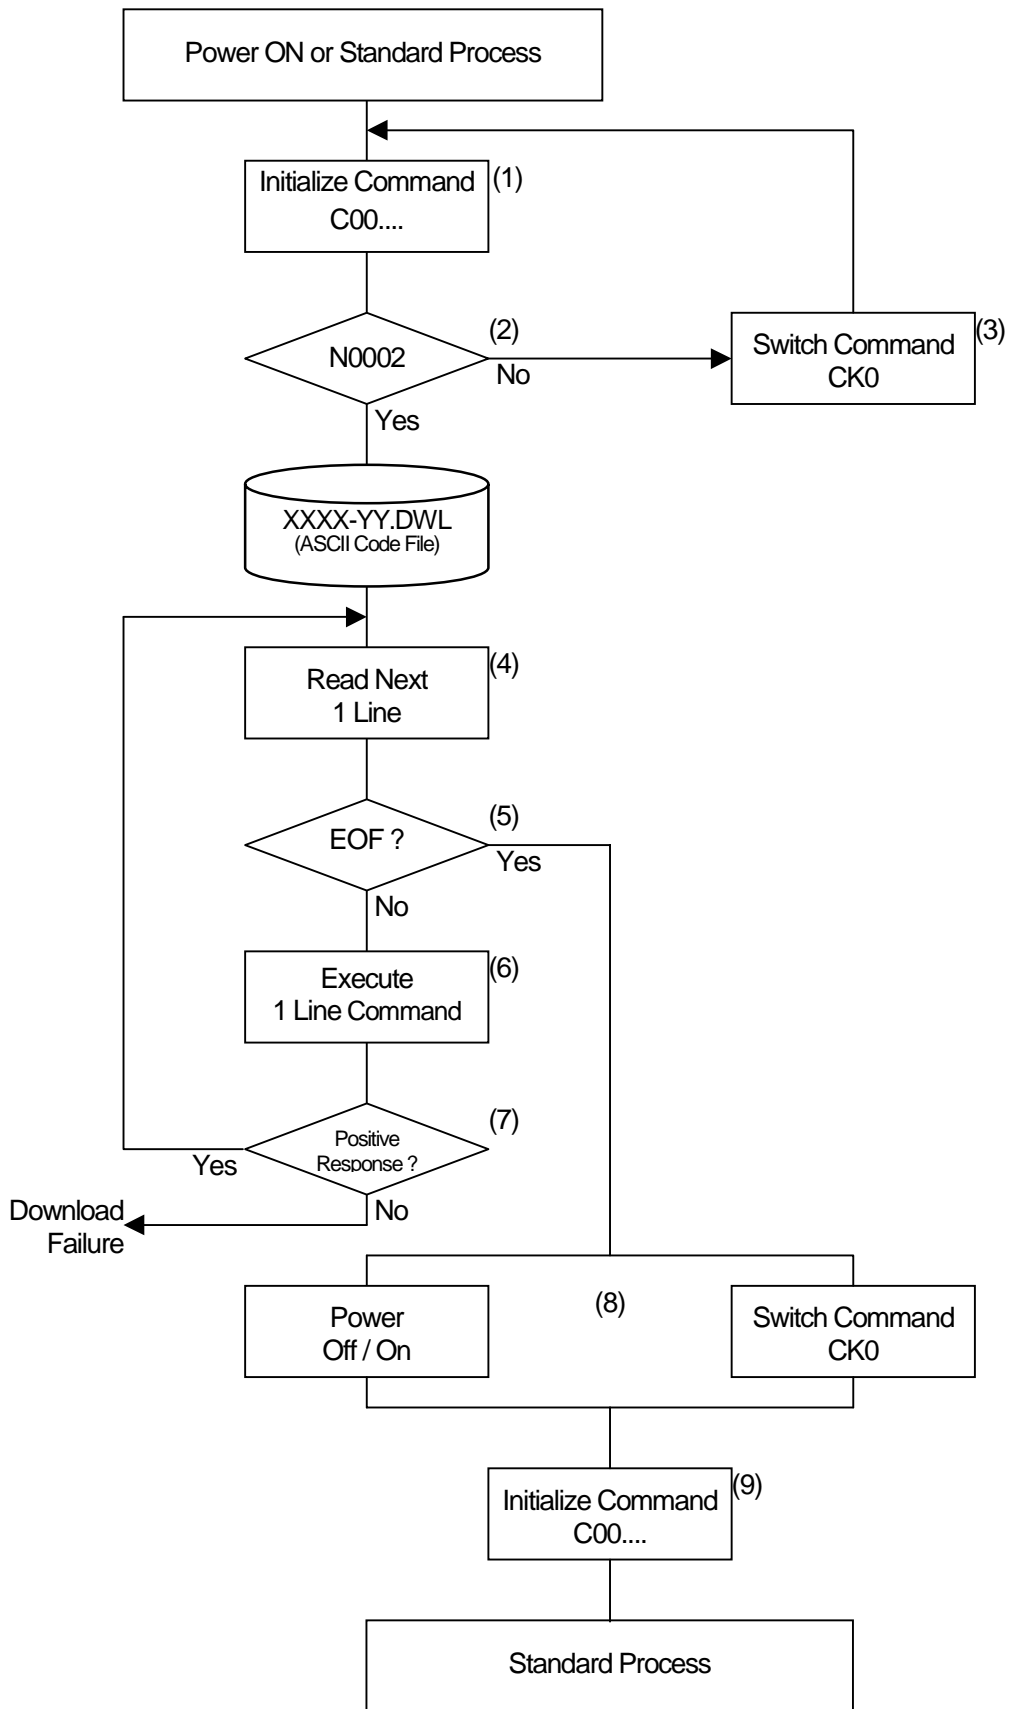 Power ON or Standard Process
Initialize Command
C00....
(1)
N0002
(2)
No
Yes
Switch Command
CK0
(3)
XXXX-YY.DWL
(ASCII Code File)
Read Next
1 Line
(4)
EOF ?
(5)
Yes
No
Execute
1 Line Command
(6)
Positive
Response ?
(7)
Yes
No
Download
Failure
Power
Off / On
(8)
Switch Command
CK0
Initialize Command
C00....
(9)
Standard Process